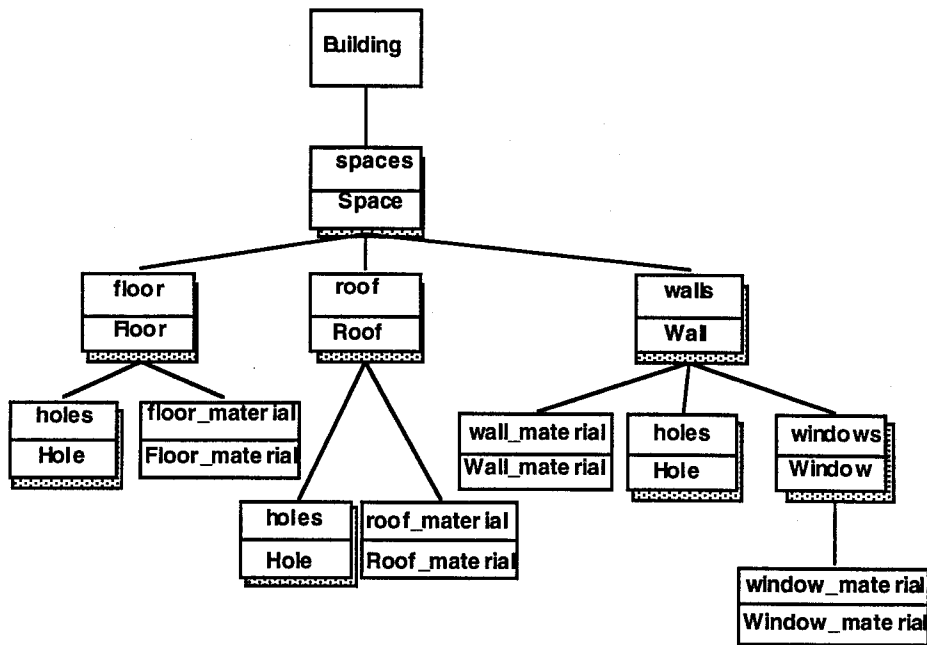 Building
spaces
Space
floor
Floor
roof
Roof
walls
Wall
holes
Hole
floor_material
Floor_material
wall_material
Wall_material
holes
Hole
windows
Window
holes
Hole
roof_material
Roof_material
window_material
Window_material